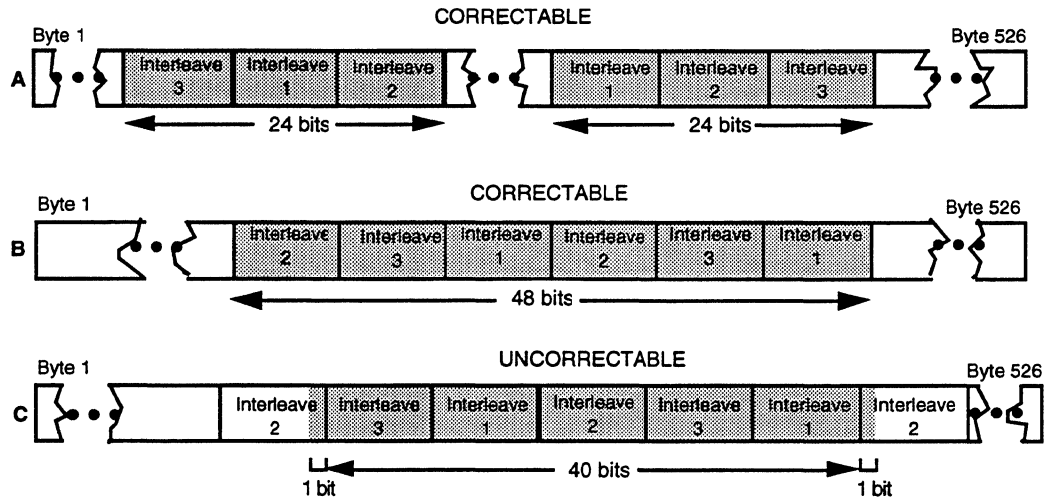 CORRECTABLE
Byte 1
Byte 526
A
Interleave 3
Interleave 1
Interleave 2
Interleave 1
Interleave 2
Interleave 3
24 bits
24 bits
CORRECTABLE
Byte 1
Byte 526
B
Interleave 2
Interleave 3
Interleave 1
Interleave 2
Interleave 3
Interleave 1
48 bits
UNCORRECTABLE
Byte 1
Byte 526
C
Interleave 2
Interleave 3
Interleave 1
Interleave 2
Interleave 3
Interleave 1
Interleave 2
40 bits
1 bit
1 bit